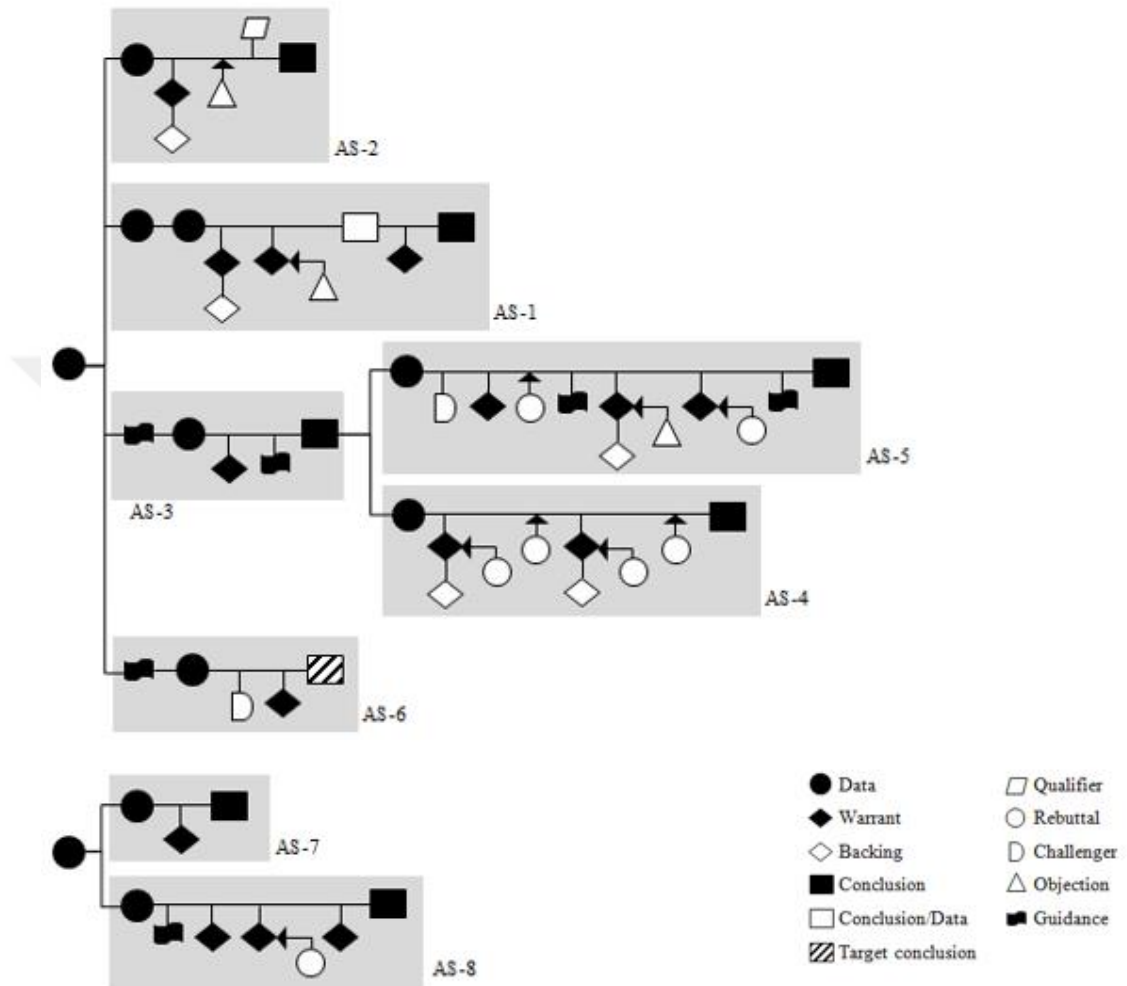 AS-2
AS-1
AS-5
AS-3
AS-4
AS-6
AS-7
AS-8
Data
Qualifier
Warrant
Rebuttal
Backing
Challenger
Conclusion
Objection
Conclusion/Data
Guidance
Target conclusion